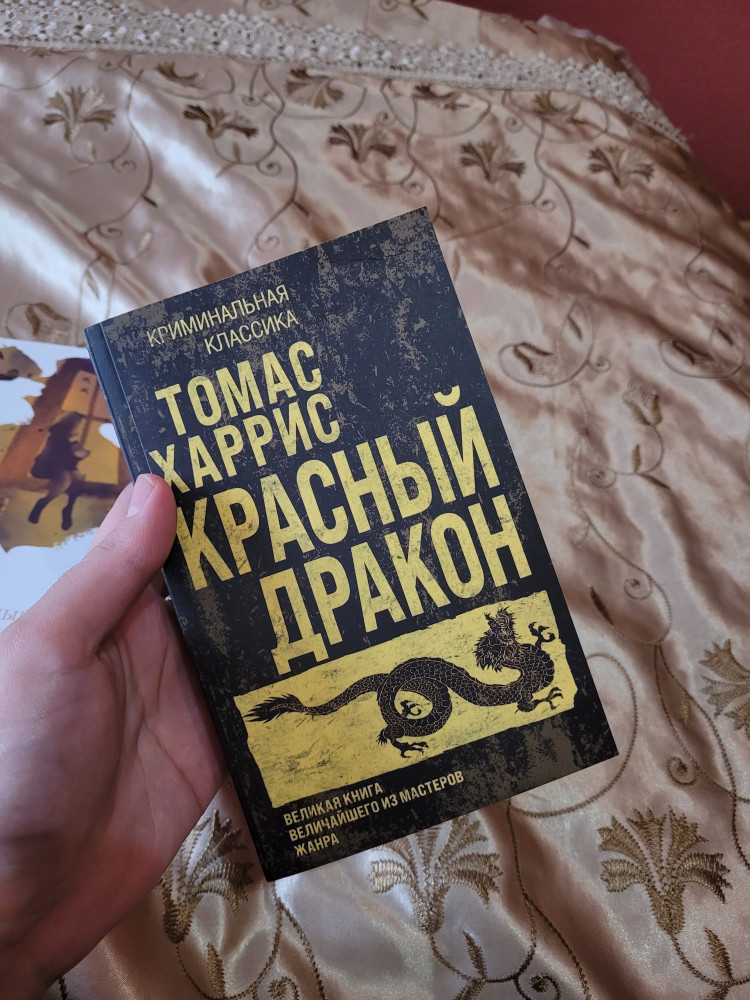 КРИМИНАЛЬНАЯ
КЛАССИКА
ТОМАС
ХАРРИС
КРАСНЫЙ
ДРАКОН
ВЕЛИКАЯ КНИГА
ВЕЛИЧАЙШЕГО ИЗ МАСТЕРОВ
ЖАНРА